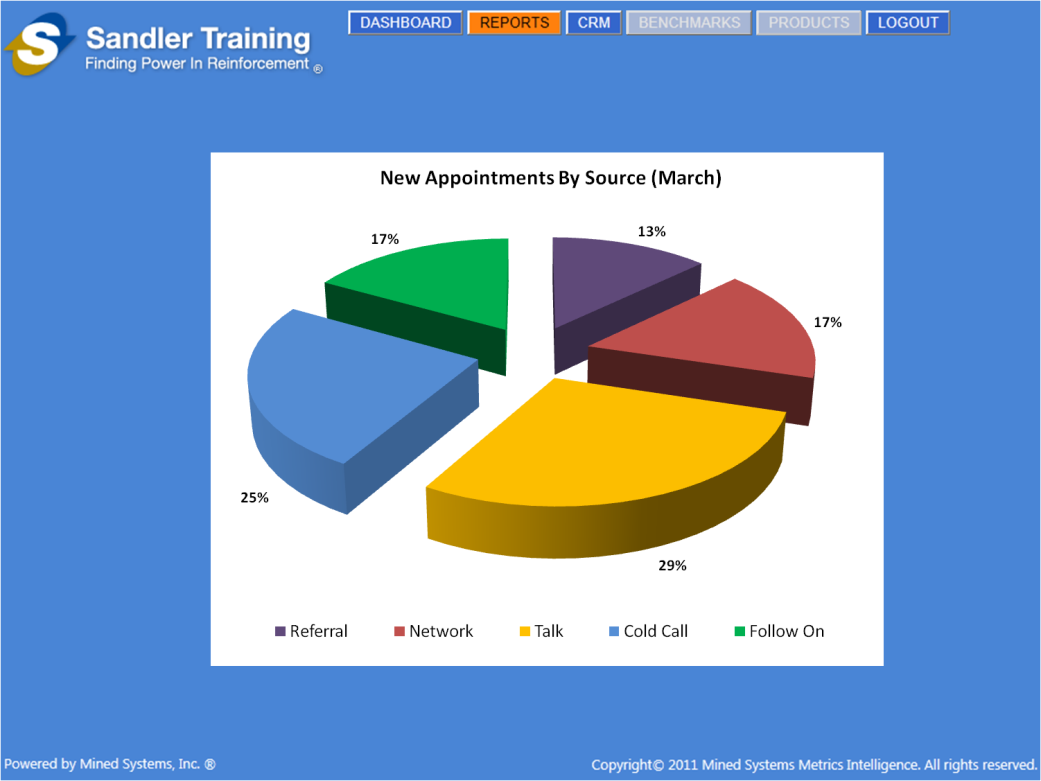 S Sandler Training
Finding Power In Reinforcement ®
DASHBOARD REPORTS CRM BENCHMARKS PRODUCTS LOGOUT
New Appointments By Source (March)
17%
13%
17%
25%
29%
Referral Network Talk Cold Call Follow On
Powered by Mined Systems, Inc. ®
Copyright© 2011 Mined Systems Metrics Intelligence. All rights reserved.